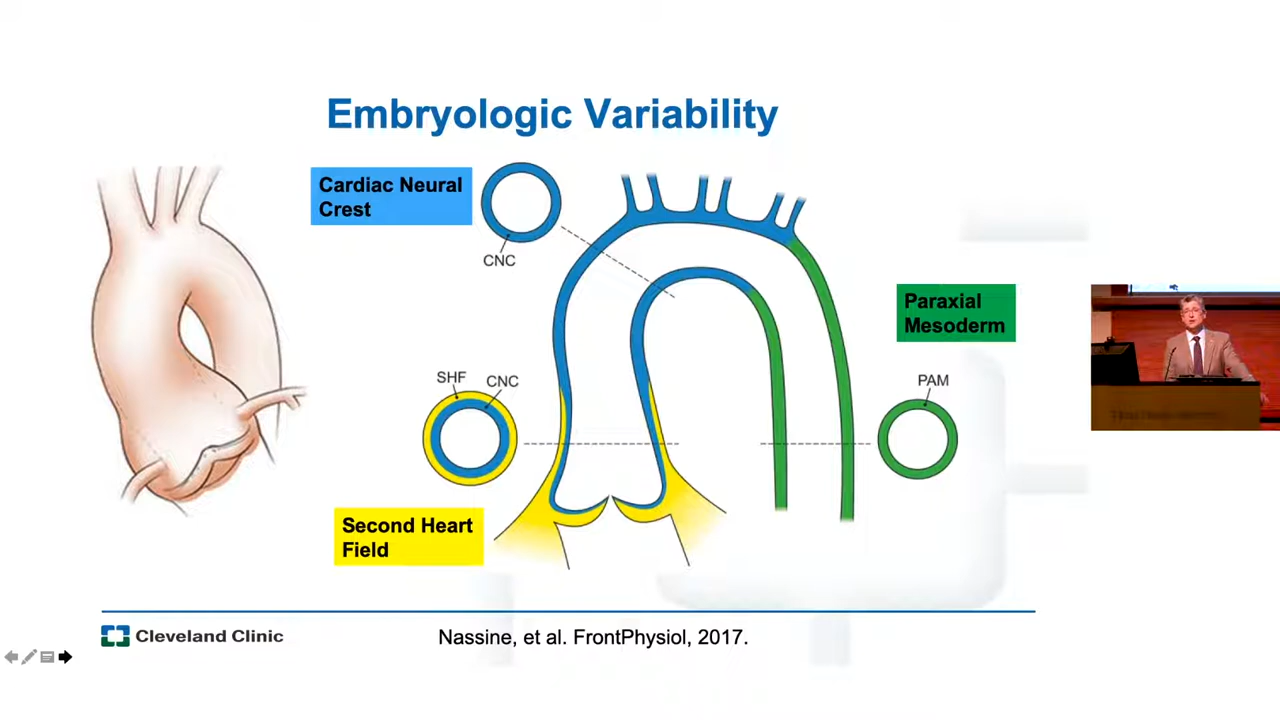 Embryologic Variability
Cardiac Neural
Crest
CNC
Paraxial
Mesoderm
SHF
CNC
PAM
Second Heart
Field
Cleveland Clinic
Nassine, et al. FrontPhysiol, 2017.